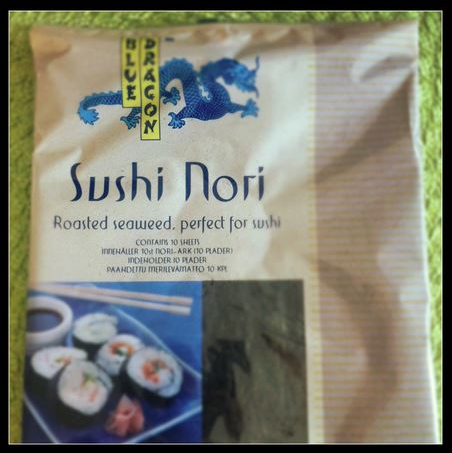 BLUE
DRAGON
Sushi Nori
Roasted seaweed, perfect for sushi
CONTAINS 10 SHEETS
INNEHÅLLER 10st NORI-ARK (10 PLADER)
INDEHOLDER 10 PLADER
PAAHDETTU MERILEVÄMATTO 10 KPL